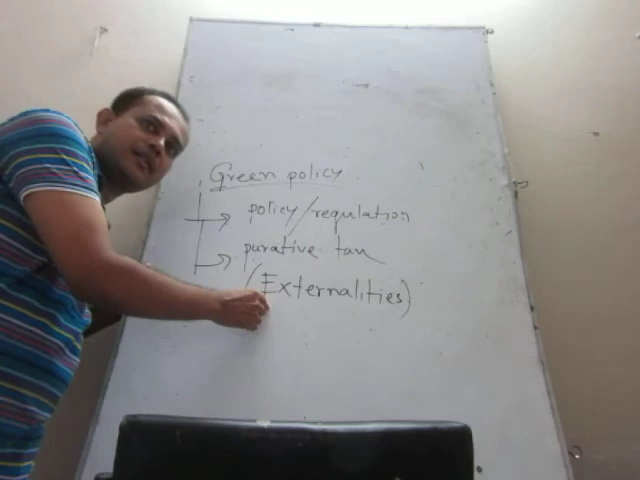 Green policy
policy/regulation
purative tax
(Externalities)